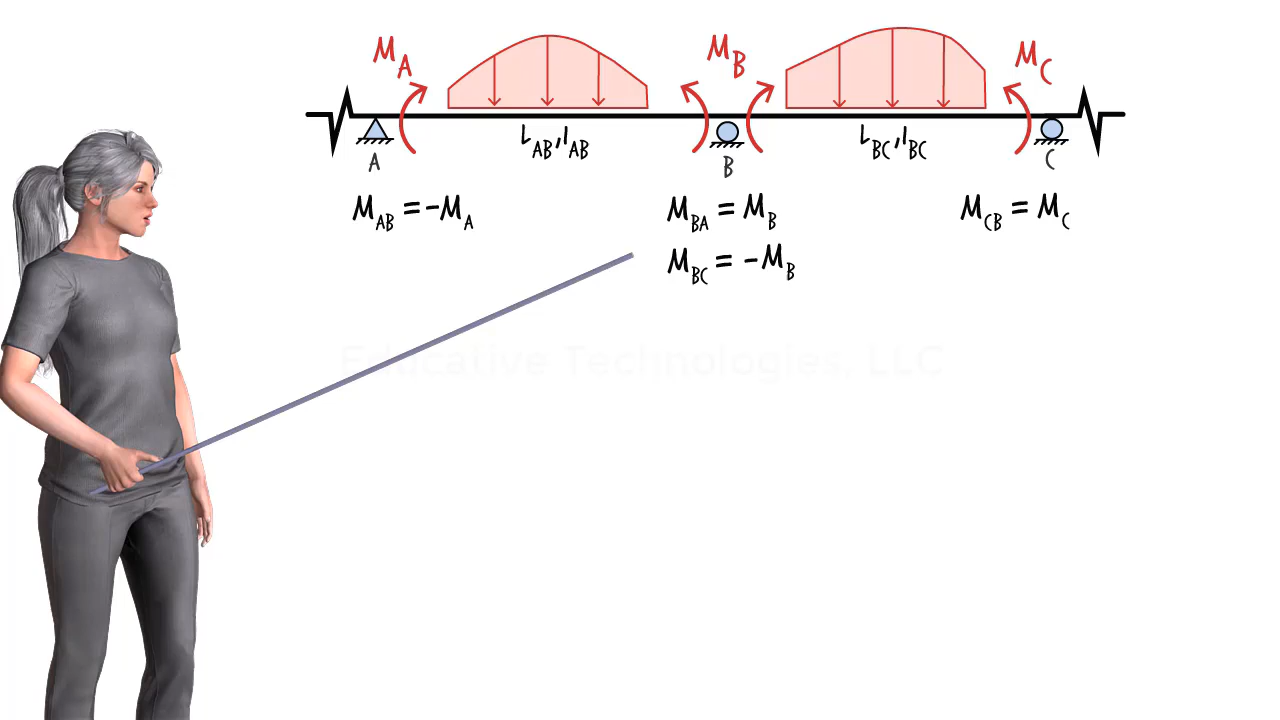 M_A M_B M_C
L_AB, I_AB L_BC, I_BC
A B C
M_AB = -M_A M_BA = M_B M_CB = M_C
M_BC = -M_B
Educative Technologies, LLC